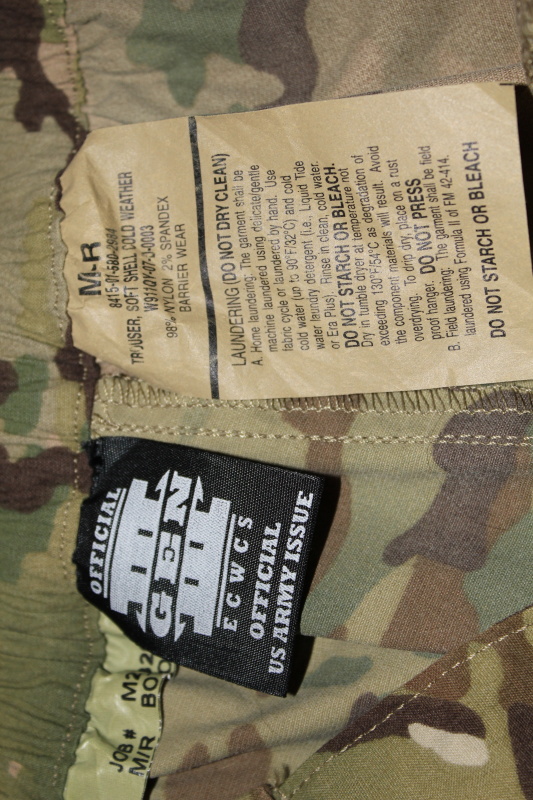 M-R
8415-01-580-
TROUSER, SOFT SHELL COLD WEATHER
W911QY-07-D-0003
98% NYLON 2% SPANDEX
BARRIER WEAR
LAUNDERING (DO NOT DRY CLEAN)
A. Home laundering. The garment shall be
machine laundered using delicate/gentle
fabric cycle or laundered by hand. Use
cold water (up to 90°F(32°C) and cold
water laundry detergent (i.e., Liquid Tide
or Era Plus). Rinse in clean, cold water.
DO NOT STARCH OR BLEACH.
Dry in tumble dryer at temperature not
exceeding 130°F/54°C as degradation of
the component materials will result. Avoid
overdrying. To drip dry, place on a rust
proof hanger. DO NOT PRESS
B. Field laundering: The garment shall be field
laundered using Formula II of FM 42-414.
DO NOT STARCH OR BLEACH
OFFICIAL
GEN
III
ECWCS
OFFICIAL
US ARMY ISSUE
JOB#
M/R